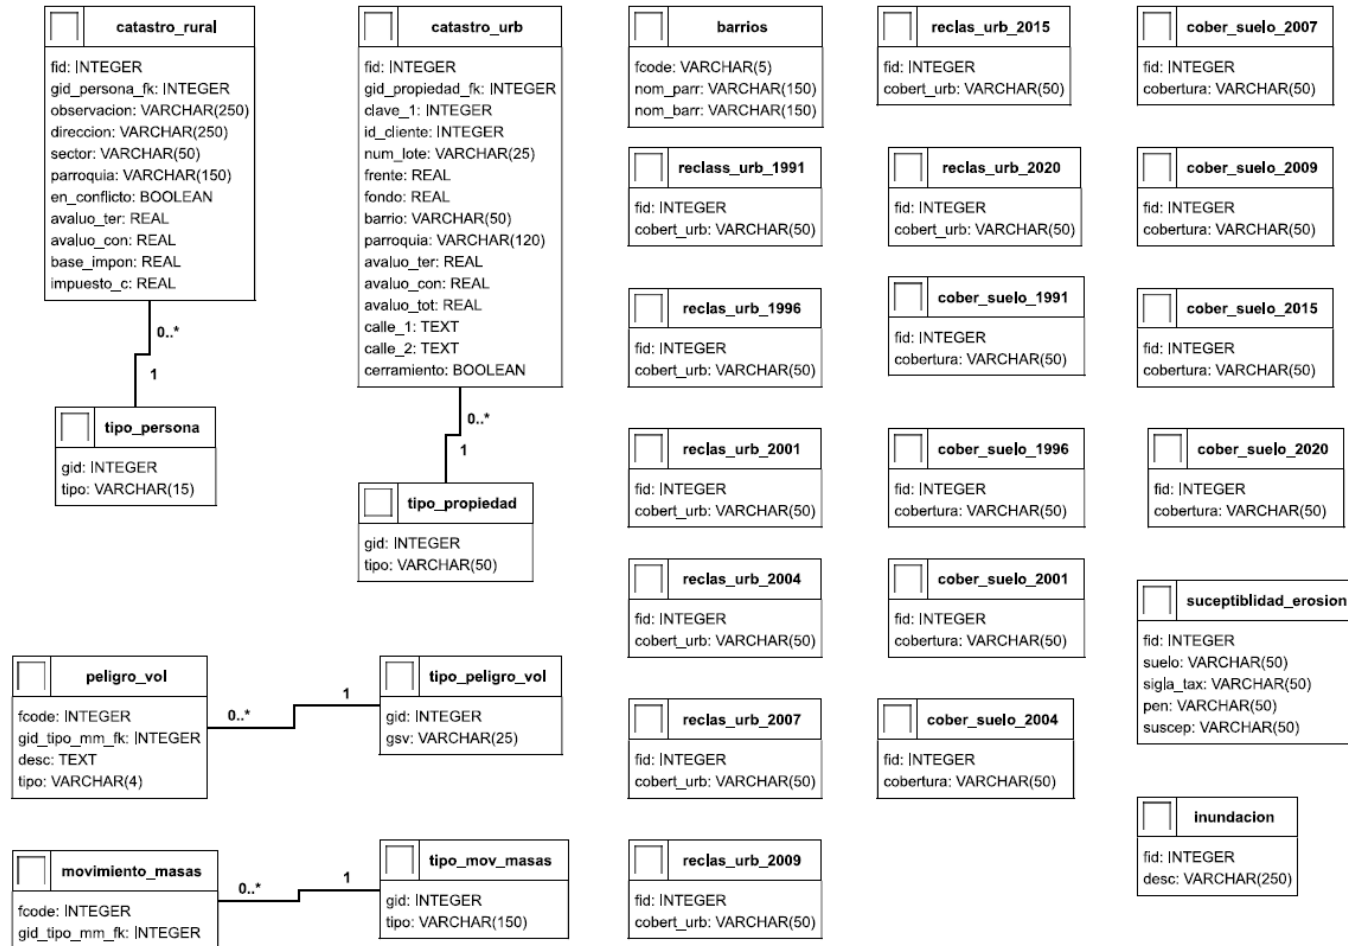 catastro_rural
fid: INTEGER
gid_persona_fk: INTEGER
observacion: VARCHAR(250)
direccion: VARCHAR(250)
sector: VARCHAR(50)
parroquia: VARCHAR(150)
en_conflicto: BOOLEAN
avaluo_ter: REAL
avaluo_con: REAL
base_impon: REAL
impuesto_c: REAL
0..*
1
tipo_persona
gid: INTEGER
tipo: VARCHAR(15)
catastro_urb
fid: INTEGER
gid_propiedad_fk: INTEGER
clave_1: INTEGER
id_cliente: INTEGER
num_lote: VARCHAR(25)
frente: REAL
fondo: REAL
barrio: VARCHAR(50)
parroquia: VARCHAR(120)
avaluo_ter: REAL
avaluo_con: REAL
avaluo_tot: REAL
calle_1: TEXT
calle_2: TEXT
cerramiento: BOOLEAN
0..*
1
tipo_propiedad
gid: INTEGER
tipo: VARCHAR(50)
peligro_vol
fcode: INTEGER
gid_tipo_mm_fk: INTEGER
desc: TEXT
tipo: VARCHAR(4)
0..*
1
tipo_peligro_vol
gid: INTEGER
gsv: VARCHAR(25)
movimiento_masas
fcode: INTEGER
gid_tipo_mm_fk: INTEGER
0..*
1
tipo_mov_masas
gid: INTEGER
tipo: VARCHAR(150)
barrios
fcode: VARCHAR(5)
nom_parr: VARCHAR(150)
nom_barr: VARCHAR(150)
reclass_urb_1991
fid: INTEGER
cobert_urb: VARCHAR(50)
reclas_urb_1996
fid: INTEGER
cobert_urb: VARCHAR(50)
reclas_urb_2001
fid: INTEGER
cobert_urb: VARCHAR(50)
reclas_urb_2004
fid: INTEGER
cobert_urb: VARCHAR(50)
reclas_urb_2007
fid: INTEGER
cobert_urb: VARCHAR(50)
reclas_urb_2009
fid: INTEGER
cobert_urb: VARCHAR(50)
reclas_urb_2015
fid: INTEGER
cobert_urb: VARCHAR(50)
reclas_urb_2020
fid: INTEGER
cobert_urb: VARCHAR(50)
cober_suelo_1991
fid: INTEGER
cobertura: VARCHAR(50)
cober_suelo_1996
fid: INTEGER
cobertura: VARCHAR(50)
cober_suelo_2001
fid: INTEGER
cobertura: VARCHAR(50)
cober_suelo_2004
fid: INTEGER
cobertura: VARCHAR(50)
cober_suelo_2007
fid: INTEGER
cobertura: VARCHAR(50)
cober_suelo_2009
fid: INTEGER
cobertura: VARCHAR(50)
cober_suelo_2015
fid: INTEGER
cobertura: VARCHAR(50)
cober_suelo_2020
fid: INTEGER
cobertura: VARCHAR(50)
suceptiblidad_erosion
fid: INTEGER
suelo: VARCHAR(50)
sigla_tax: VARCHAR(50)
pen: VARCHAR(50)
suscep: VARCHAR(50)
inundacion
fid: INTEGER
desc: VARCHAR(250)